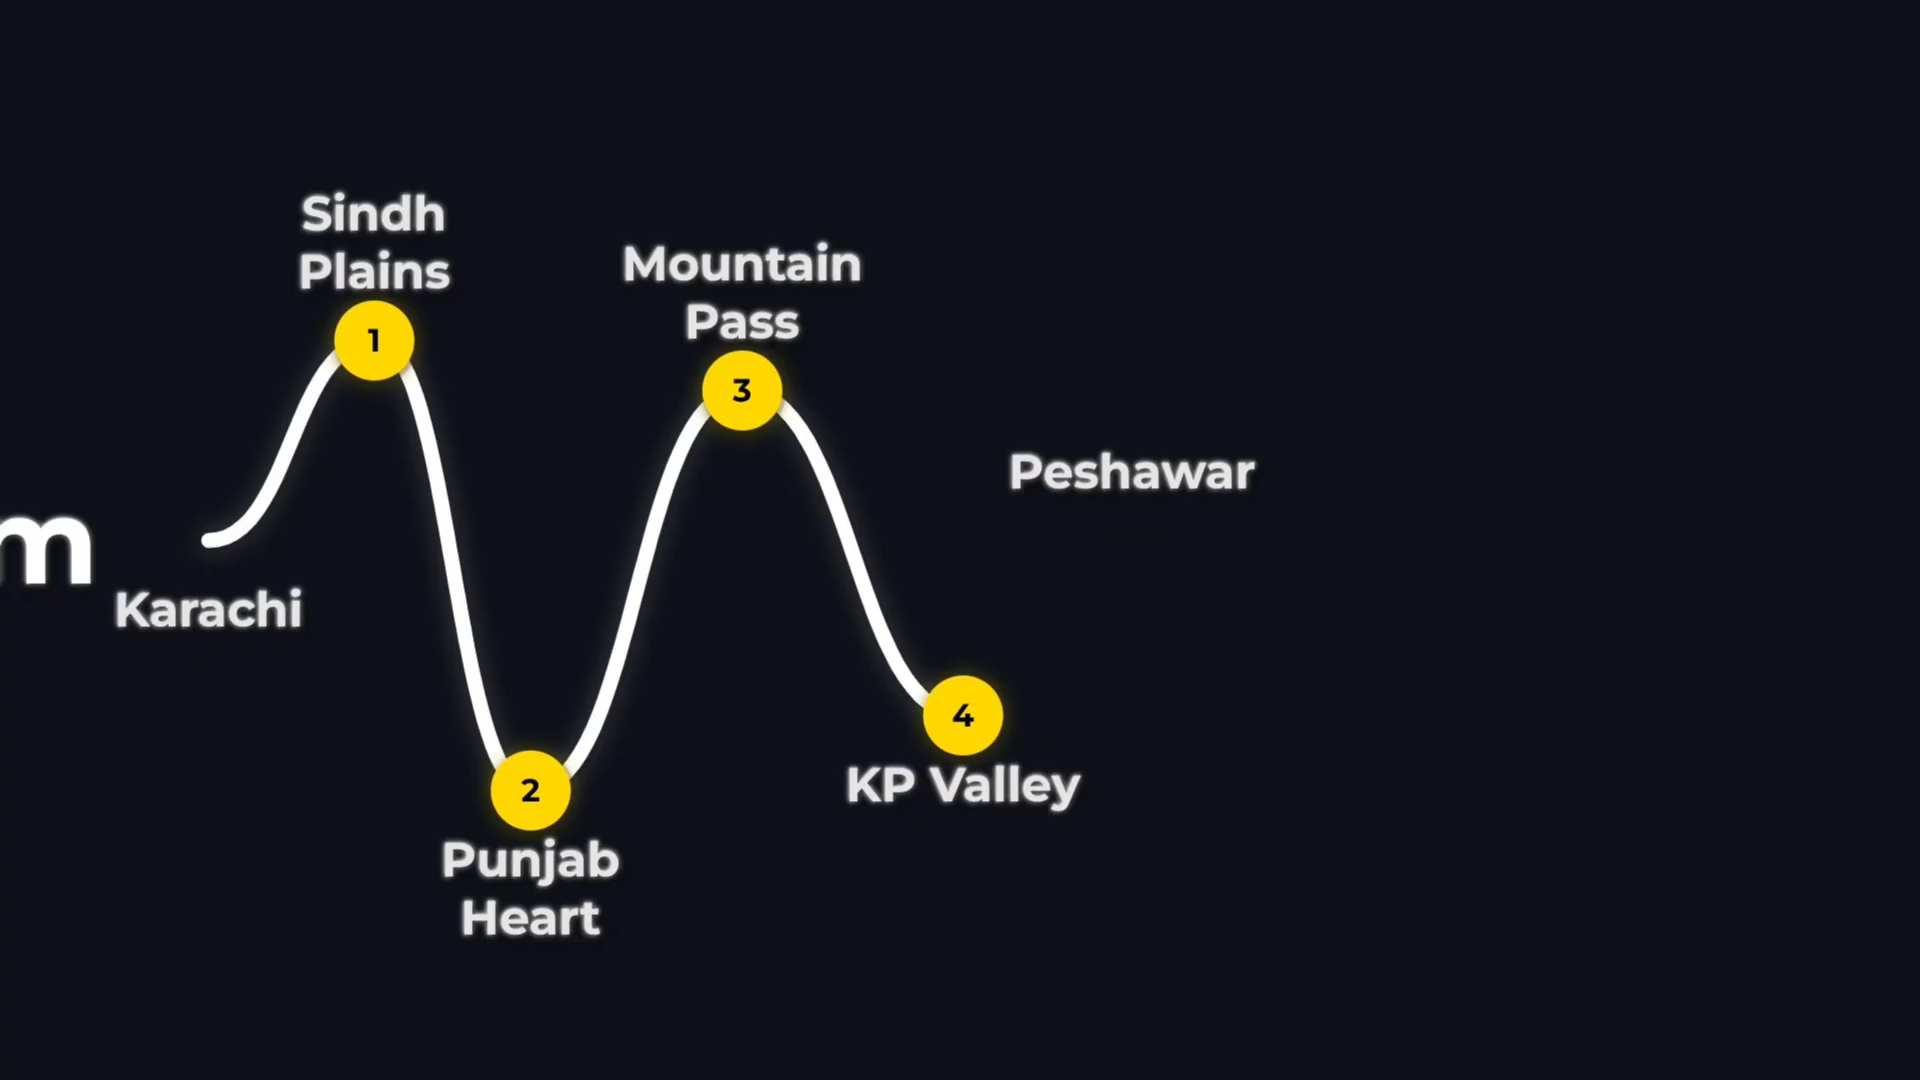 Sindh
Plains
1
Mountain
Pass
3
Peshawar
m
Karachi
4
KP Valley
2
Punjab
Heart